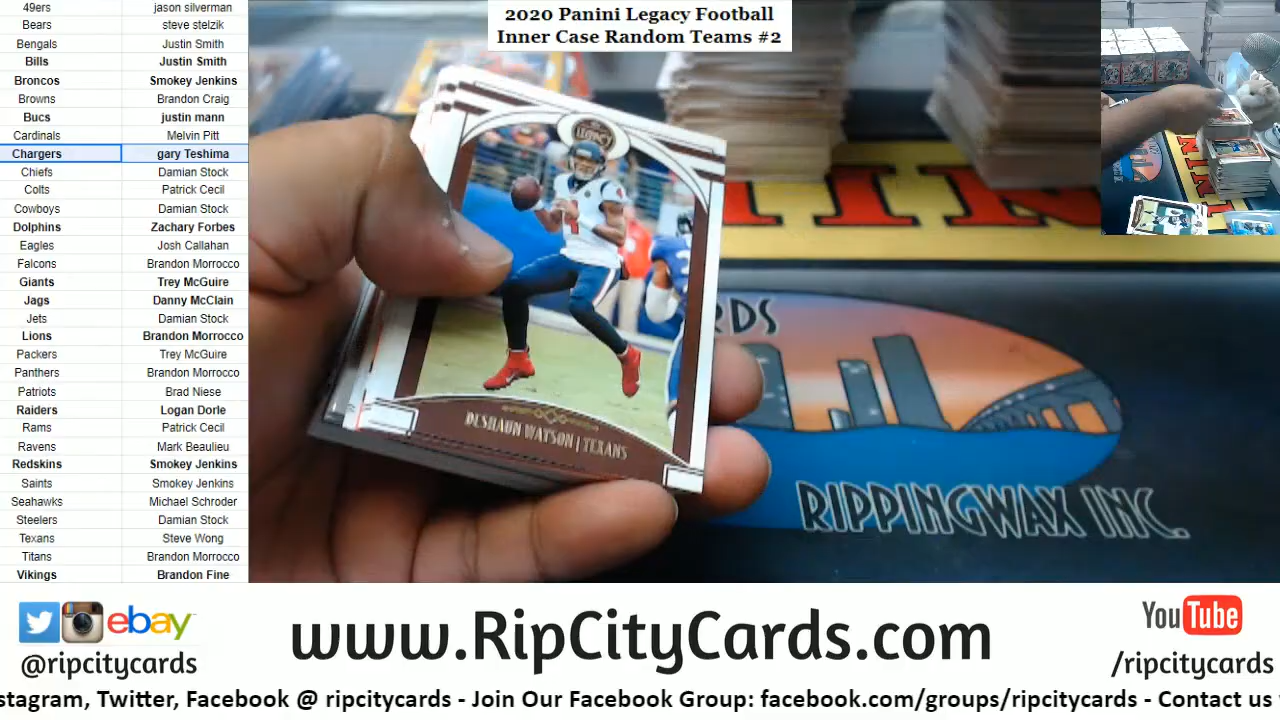 2020 Panini Legacy Football
Inner Case Random Teams #2
49ers jason silverman
Bears steve stelzik
Bengals Justin Smith
Bills Justin Smith
Broncos Smokey Jenkins
Browns Brandon Craig
Bucs justin mann
Cardinals Melvin Pitt
Chargers gary Teshima
Chiefs Damian Stock
Colts Patrick Cecil
Cowboys Damian Stock
Dolphins Zachary Forbes
Eagles Josh Callahan
Falcons Brandon Morrocco
Giants Trey McGuire
Jags Danny McClain
Jets Damian Stock
Lions Brandon Morrocco
Packers Trey McGuire
Panthers Brandon Morrocco
Patriots Brad Niese
Raiders Logan Dorle
Rams Patrick Cecil
Ravens Mark Beaulieu
Redskins Smokey Jenkins
Saints Smokey Jenkins
Seahawks Michael Schroder
Steelers Damian Stock
Texans Steve Wong
Titans Brandon Morrocco
Vikings Brandon Fine
LEGACY
DESHAUN WATSON | TEXANS
RDS
RIPPINGWAX INC.
ebay
@ripcitycards
www.RipCityCards.com
YouTube
/ripcitycards
stagram, Twitter, Facebook @ ripcitycards - Join Our Facebook Group: facebook.com/groups/ripcitycards - Contact us